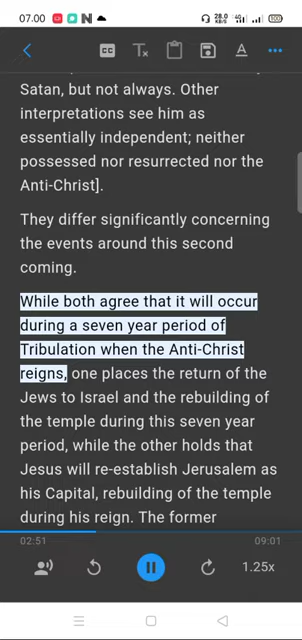 07.00
28.0
KB/S
4G
Satan, but not always. Other
interpretations see him as
essentially independent; neither
possessed nor resurrected nor the
Anti-Christ].
They differ significantly concerning
the events around this second
coming.
While both agree that it will occur
during a seven year period of
Tribulation when the Anti-Christ
reigns, one places the return of the
Jews to Israel and the rebuilding of
the temple during this seven year
period, while the other holds that
Jesus will re-establish Jerusalem as
his Capital, rebuilding of the temple
during his reign. The former
02:51 09:01
1.25x